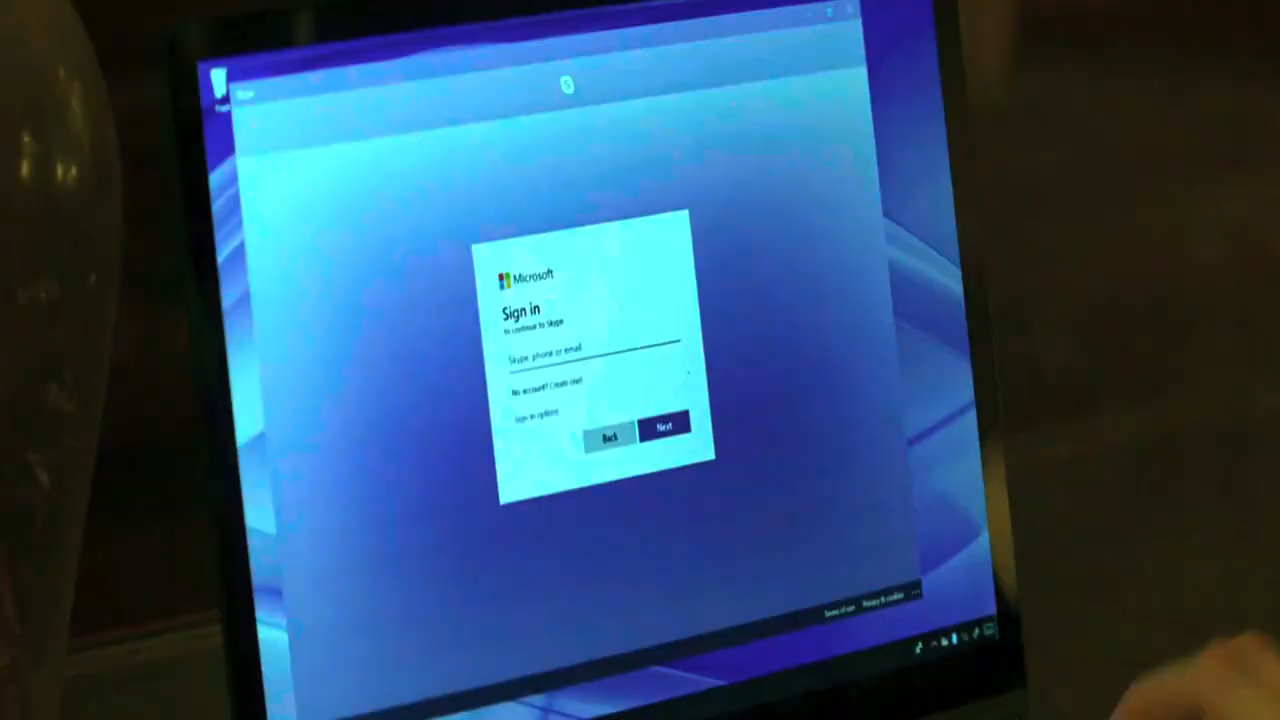 Skype
Microsoft
Sign in
to continue to Skype
Skype, phone or email
No account? Create one!
Sign-in options
Back
Next
Terms of use
Privacy & cookies
...